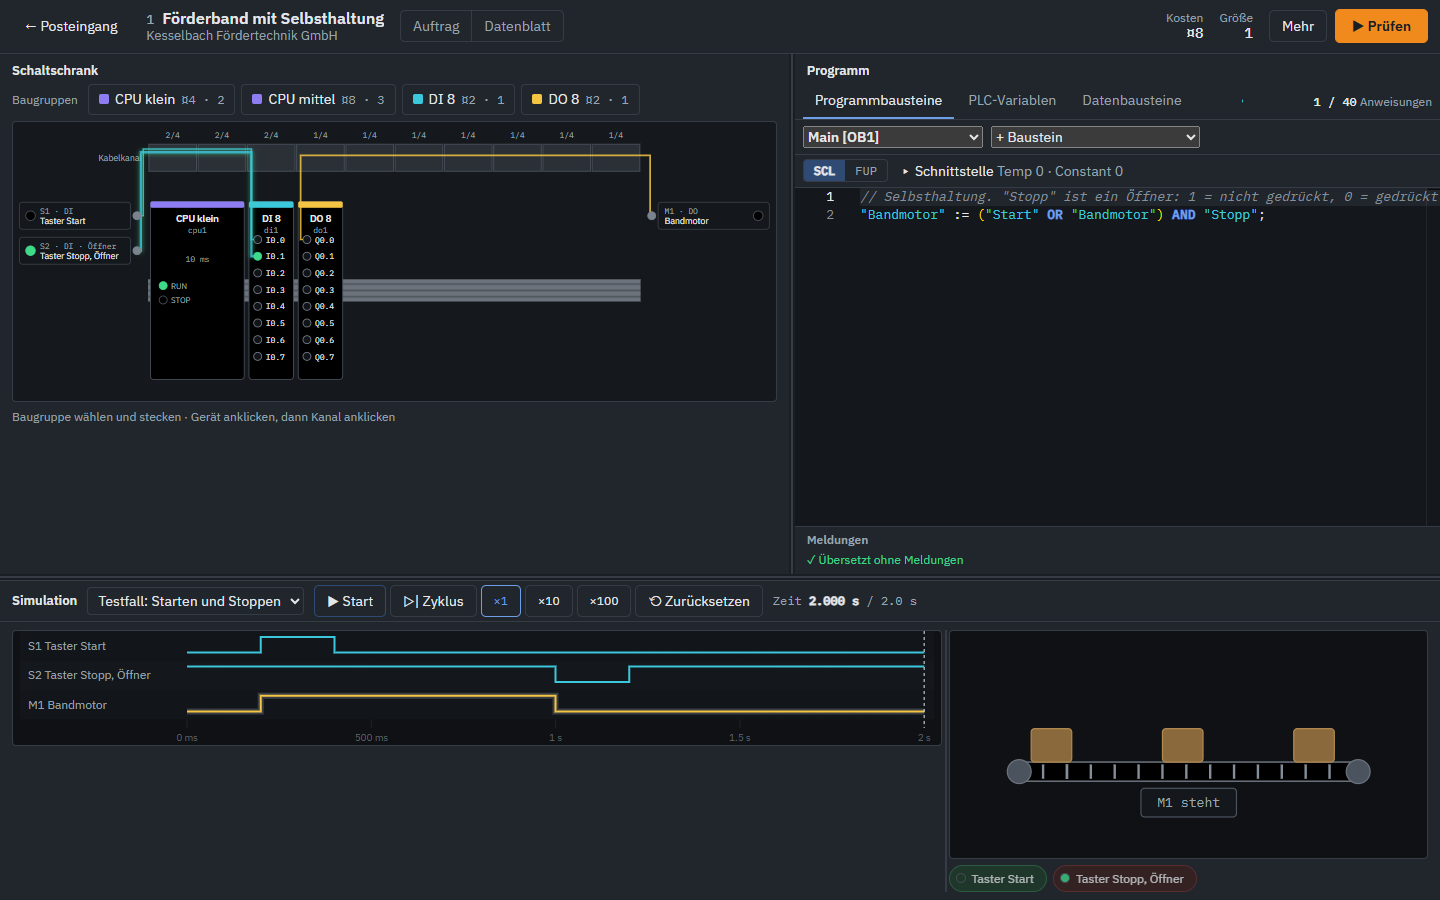 ← Posteingang
1 Förderband mit Selbsthaltung
Kesselbach Fördertechnik GmbH
Auftrag
Datenblatt
Kosten
¤8
Größe
1
Mehr
▶ Prüfen
Schaltschrank
Baugruppen
CPU klein ¤4 · 2
CPU mittel ¤8 · 3
DI 8 ¤2 · 1
DO 8 ¤2 · 1
2/4 2/4 2/4 1/4 1/4 1/4 1/4 1/4 1/4 1/4
Kabelkanal
S1 · DI
Taster Start
S2 · DI · Öffner
Taster Stopp, Öffner
CPU klein
cpu1
10 ms
RUN
STOP
DI 8
di1
I0.0
I0.1
I0.2
I0.3
I0.4
I0.5
I0.6
I0.7
DO 8
do1
Q0.0
Q0.1
Q0.2
Q0.3
Q0.4
Q0.5
Q0.6
Q0.7
M1 · DO
Bandmotor
Baugruppe wählen und stecken · Gerät anklicken, dann Kanal anklicken
Programm
Programmbausteine
PLC-Variablen
Datenbausteine
1 / 40 Anweisungen
Main [OB1]
+ Baustein
SCL
FUP
▸ Schnittstelle Temp 0 · Constant 0
1 // Selbsthaltung. "Stopp" ist ein Öffner: 1 = nicht gedrückt, 0 = gedrückt
2 "Bandmotor" := ("Start" OR "Bandmotor") AND "Stopp";
Meldungen
✓ Übersetzt ohne Meldungen
Simulation
Testfall: Starten und Stoppen
▶ Start
Zyklus
×1
×10
×100
Zurücksetzen
Zeit 2.000 s / 2.0 s
S1 Taster Start
S2 Taster Stopp, Öffner
M1 Bandmotor
0 ms
500 ms
1 s
1.5 s
2 s
M1 steht
Taster Start
Taster Stopp, Öffner